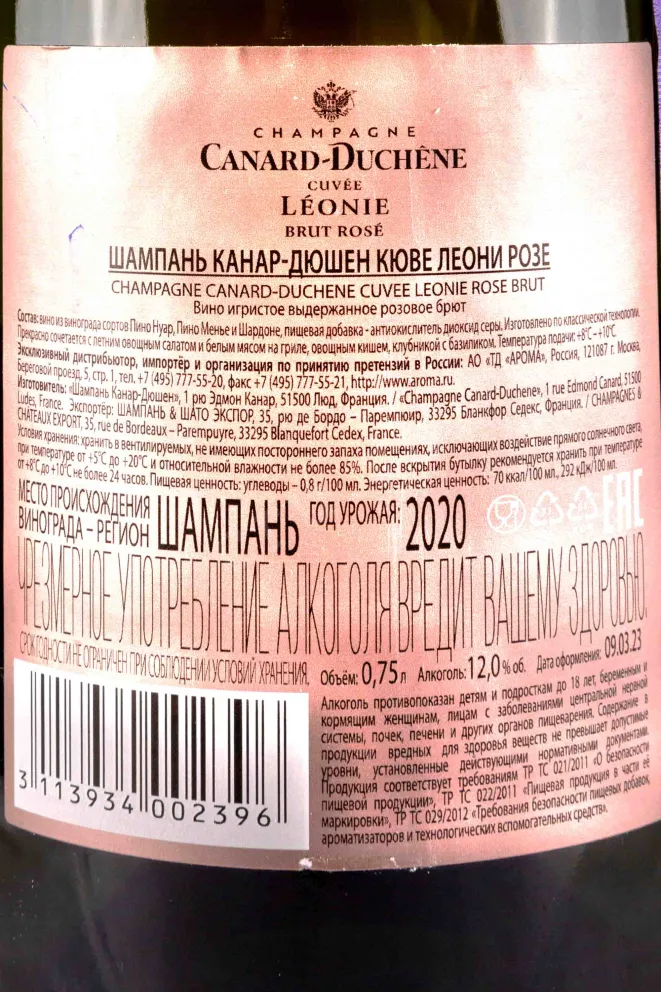 CHAMPAGNE
CANARD-DUCHÊNE
CUVÉE
LÉONIE
BRUT ROSÉ
ШАМПАНЬ КАНАР-ДЮШЕН КЮВЕ ЛЕОНИ РОЗЕ
CHAMPAGNE CANARD-DUCHENE CUVEE LEONIE ROSE BRUT
Вино игристое выдержанное розовое брют
Состав: вино из винограда сортов Пино Нуар, Пино Менье и Шардоне, пищевая добавка - антиокислитель диоксид серы. Изготовлено по классической технологии.
Прекрасно сочетается с летним овощным салатом и белым мясом на гриле, овощным кишем, клубникой с базиликом. Температура подачи: +8°С – +10°С.
Эксклюзивный дистрибьютор, импортёр и организация по принятию претензий в России: АО «ТД «АРОМА», Россия, 121087 г. Москва,
Береговой проезд, 5, стр. 1, тел. +7 (495) 777-55-20, факс +7 (495) 777-55-21, http://www.aroma.ru.
Изготовитель: «Шампань Канар-Дюшен», 1 рю Эдмон Канар, 51500 Люд, Франция. / «Champagne Canard-Duchene», 1 rue Edmond Canard, 51500
Ludes, France. Экспортёр: ШАМПАНЬ & ШАТО ЭКСПОР, 35, рю де Бордо – Паремпюир, 33295 Бланкфор Седекс, Франция. / CHAMPAGNES &
CHATEAUX EXPORT, 35, rue de Bordeaux – Parempuyre, 33295 Blanquefort Cedex, France.
Условия хранения: хранить в вентилируемых, не имеющих постороннего запаха помещениях, исключающих воздействие прямого солнечного света,
при температуре от +5°С до +20°С и относительной влажности не более 85%. После вскрытия бутылку рекомендуется хранить при температуре
от +8°С до +10°С не более 24 часов. Пищевая ценность: углеводы – 0,8 г/100 мл. Энергетическая ценность: 70 ккал/100 мл., 292 кДж/100 мл.
МЕСТО ПРОИСХОЖДЕНИЯ
ВИНОГРАДА – РЕГИОН ШАМПАНЬ ГОД УРОЖАЯ: 2020 EAC
ЧРЕЗМЕРНОЕ УПОТРЕБЛЕНИЕ АЛКОГОЛЯ ВРЕДИТ ВАШЕМУ ЗДОРОВЬЮ.
СРОК ГОДНОСТИ НЕ ОГРАНИЧЕН ПРИ СОБЛЮДЕНИИ УСЛОВИЙ ХРАНЕНИЯ.
Объём: 0,75 л Алкоголь: 12,0 % об. Дата оформления: 09.03.23
Алкоголь противопоказан детям и подросткам до 18 лет, беременным и
кормящим женщинам, лицам с заболеваниями центральной нервной
системы, почек, печени и других органов пищеварения. Содержание в
продукции вредных для здоровья веществ не превышает допустимые
уровни, установленные действующими нормативными документами.
Продукция соответствует требованиям ТР ТС 021/2011 «О безопасности
пищевой продукции», ТР ТС 022/2011 «Пищевая продукция в части её
маркировки», ТР ТС 029/2012 «Требования безопасности пищевых добавок,
ароматизаторов и технологических вспомогательных средств».
3 113934 002396